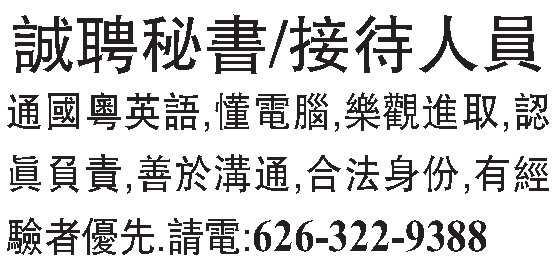 誠聘秘書/接待人員
通國粵英語,懂電腦,樂觀進取,認
眞負責,善於溝通,合法身份,有經
驗者優先.請電:626-322-9388